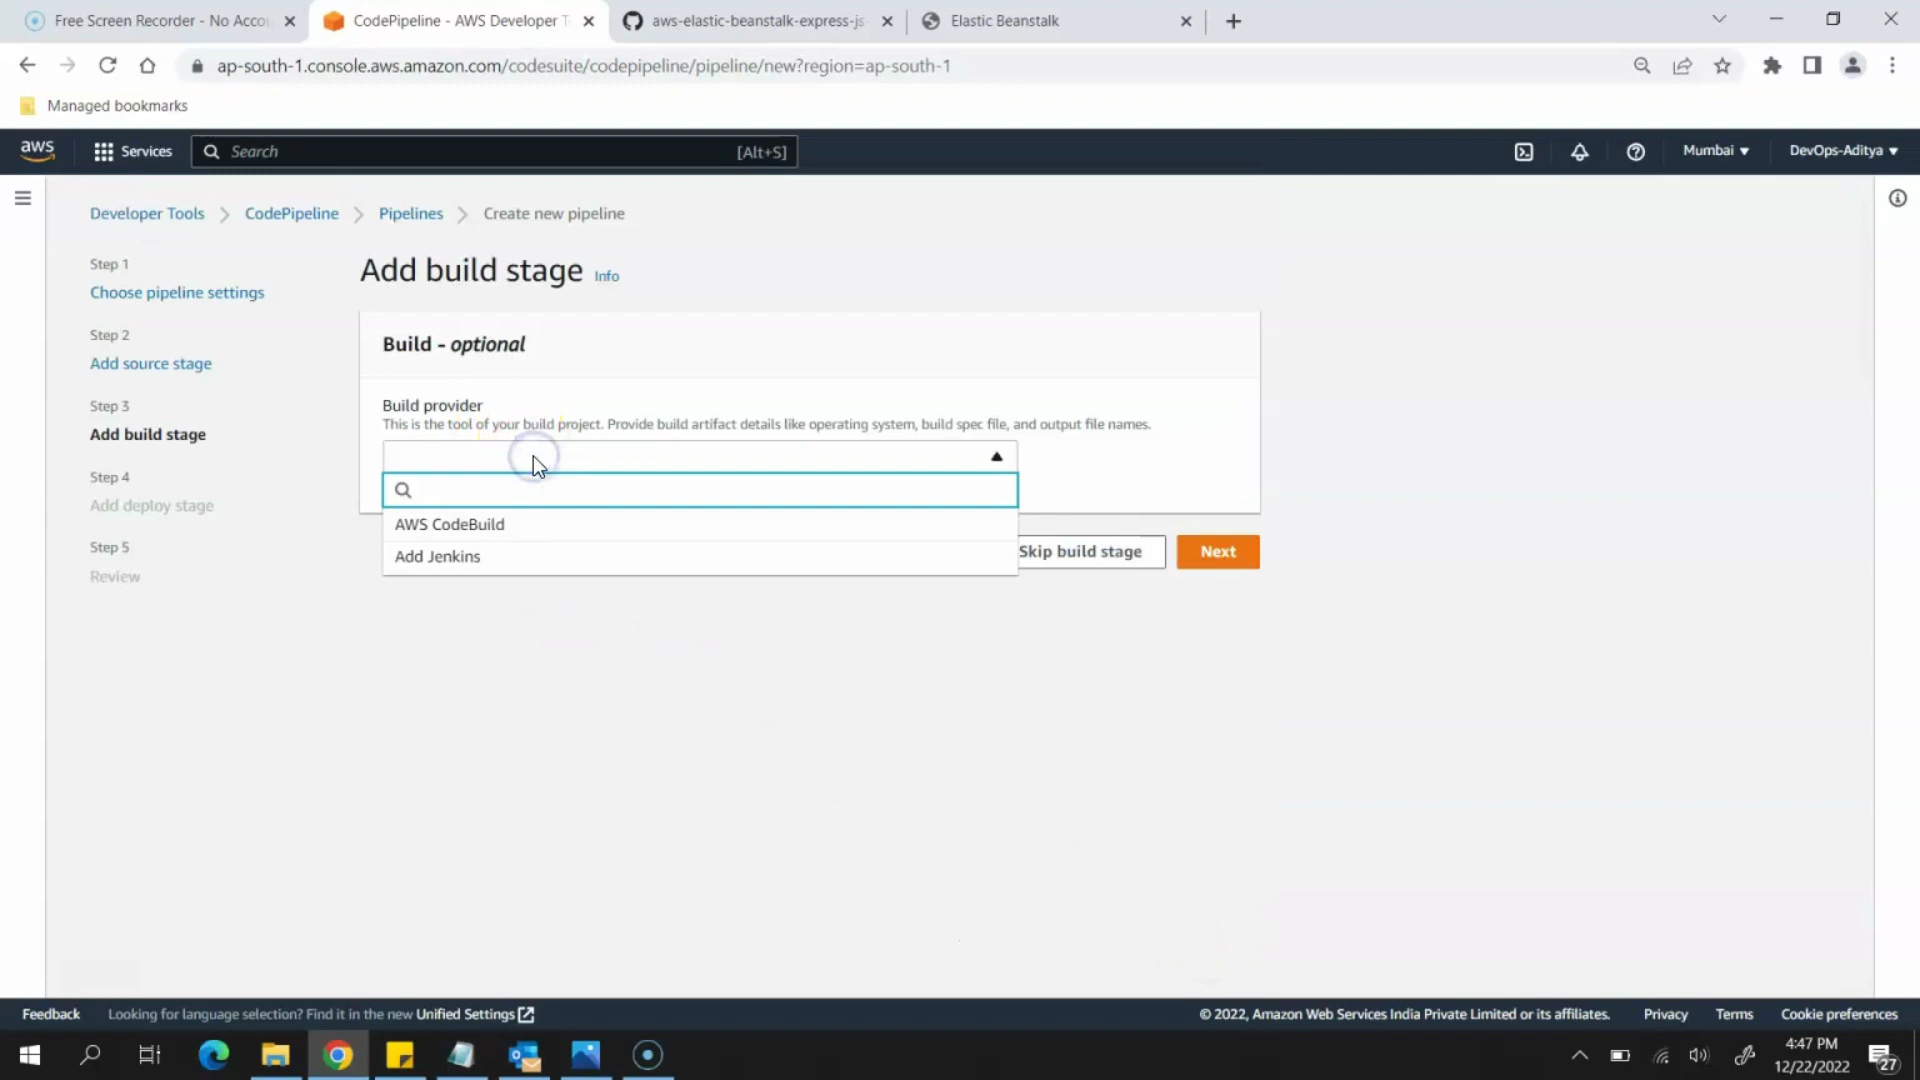 Free Screen Recorder - No Accou
CodePipeline - AWS Developer T
aws-elastic-beanstalk-express-js-
Elastic Beanstalk
ap-south-1.console.aws.amazon.com/codesuite/codepipeline/pipeline/new?region=ap-south-1
Managed bookmarks
aws
Services
Search
[Alt+S]
Mumbai
DevOps-Aditya
Developer Tools
CodePipeline
Pipelines
Create new pipeline
Step 1
Choose pipeline settings
Step 2
Add source stage
Step 3
Add build stage
Step 4
Add deploy stage
Step 5
Review
Add build stage Info
Build - optional
Build provider
This is the tool of your build project. Provide build artifact details like operating system, build spec file, and output file names.
AWS CodeBuild
Add Jenkins
Skip build stage
Next
Feedback
Looking for language selection? Find it in the new Unified Settings
© 2022, Amazon Web Services India Private Limited or its affiliates.
Privacy
Terms
Cookie preferences
4:47 PM
12/22/2022
27